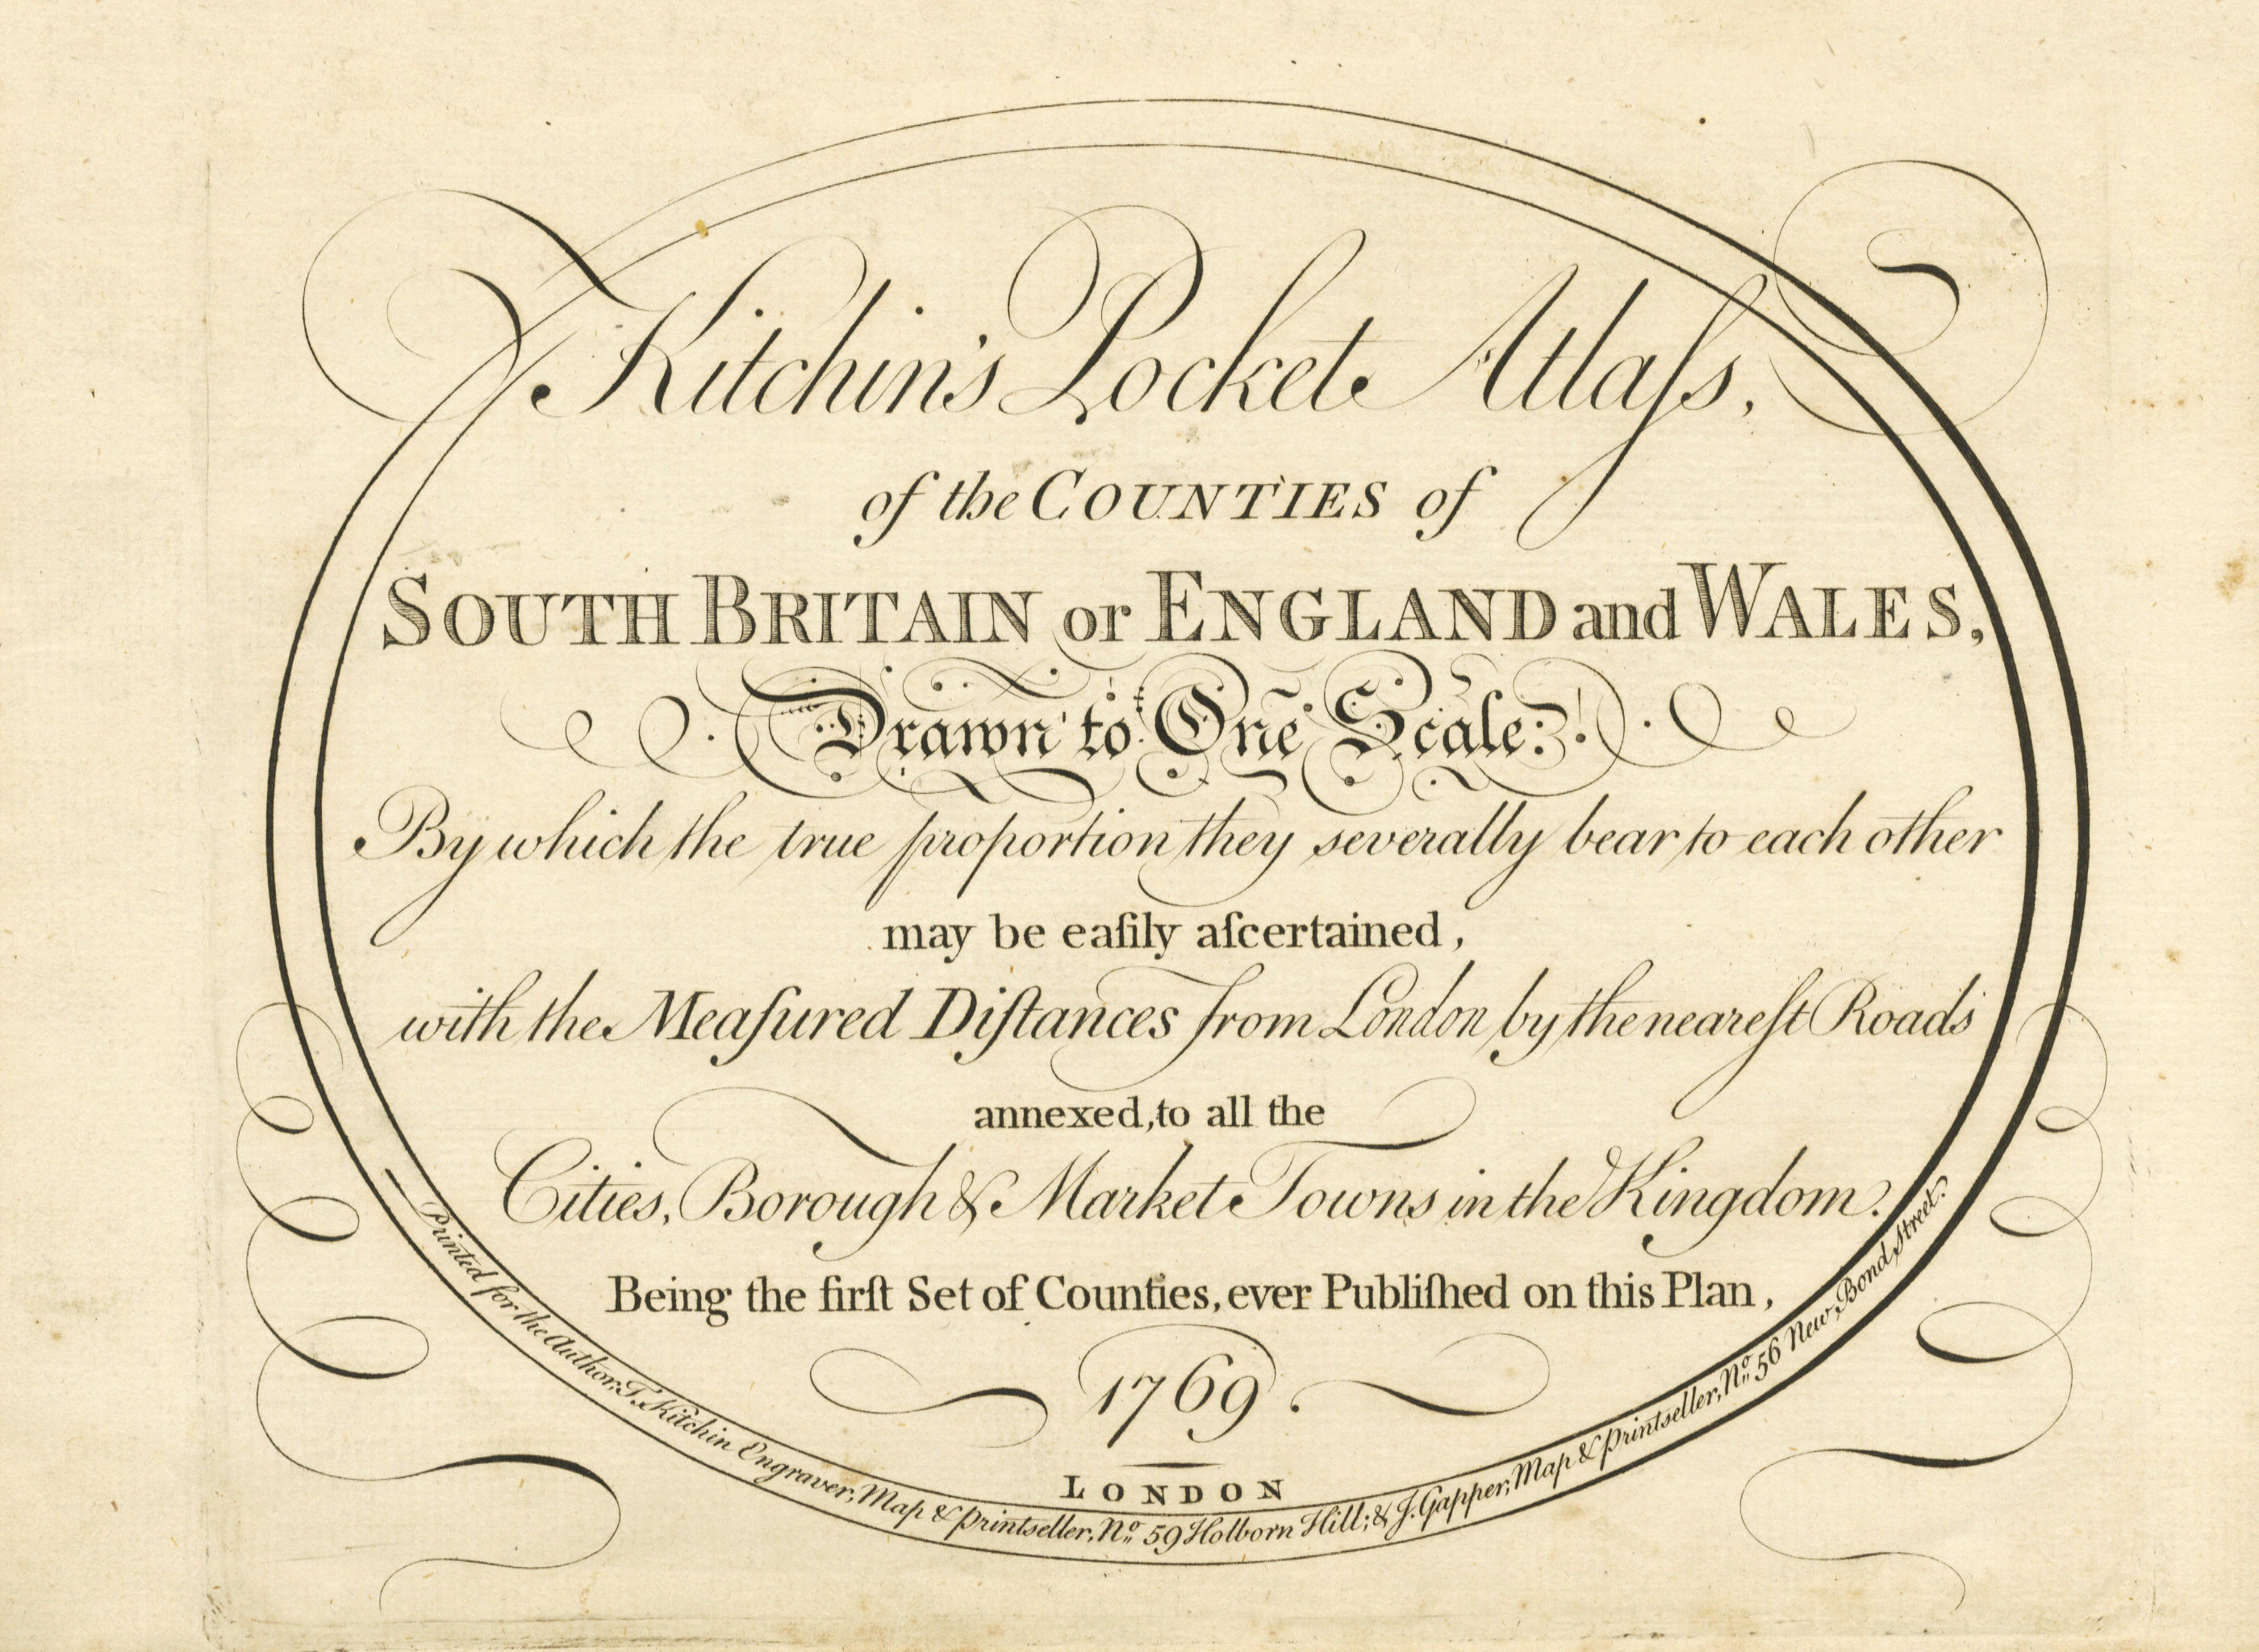 Kitchin's Pocket Atlaſs,
of the COUNTIES of
SOUTH BRITAIN or ENGLAND and WALES,
Drawn to One Scale:
By which the true proportion they severally bear to each other
may be eaſily aſcertained,
with the Meaſured Diſtances from London by the neareſt Roads
annexed, to all the
Cities, Borough & Market Towns in the Kingdom.
Being the firſt Set of Counties, ever Publiſhed on this Plan,
1769.
LONDON
Printed for the Author, T. Kitchin Engraver, Map & Printseller, No. 59 Holborn Hill; & J. Gapper, Map & Printseller, No. 56 New Bond Street.